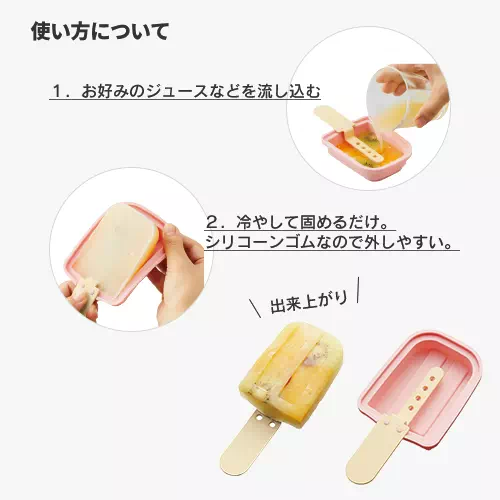 使い方について
１．お好みのジュースなどを流し込む
２．冷やして固めるだけ。
シリコーンゴムなので外しやすい。
出来上がり